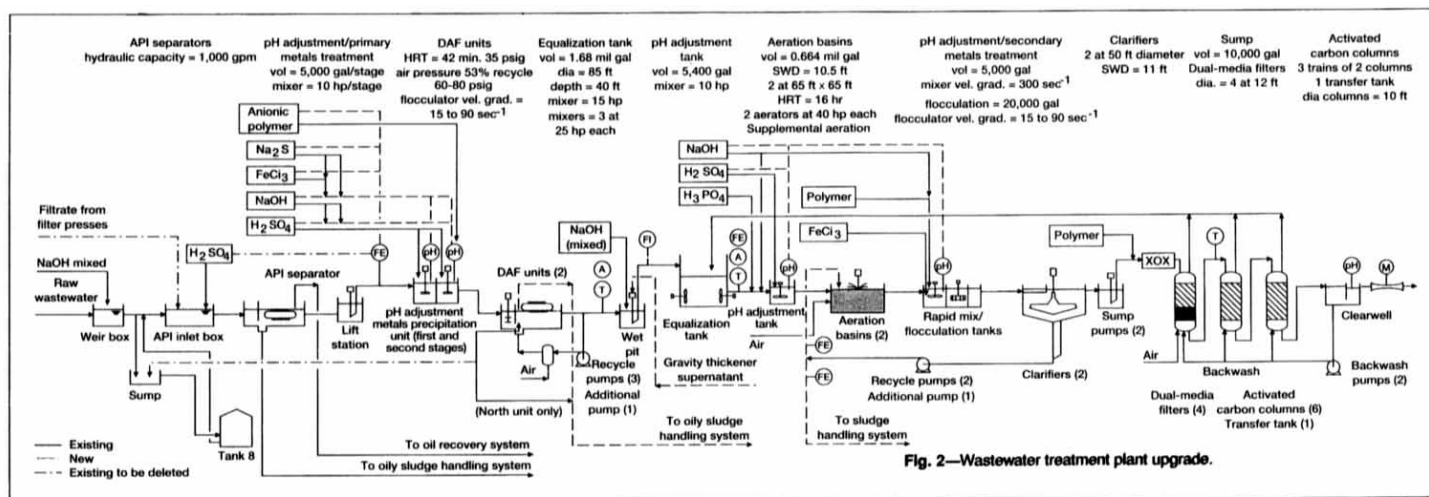 API separators
hydraulic capacity = 1,000 gpm
pH adjustment/primary
metals treatment
vol = 5,000 gal/stage
mixer = 10 hp/stage
DAF units
HRT = 42 min. 35 psig
air pressure 53% recycle
60-80 psig
flocculator vel. grad. =
15 to 90 sec-1
Equalization tank
vol = 1.68 mil gal
dia = 85 ft
depth = 40 ft
mixer = 15 hp
mixers = 3 at
25 hp each
pH adjustment
tank
vol = 5,400 gal
mixer = 10 hp
Aeration basins
vol = 0.664 mil gal
SWD = 10.5 ft
2 at 65 ft x 65 ft
HRT = 16 hr
2 aerators at 40 hp each
Supplemental aeration
pH adjustment/secondary
metals treatment
vol = 5,000 gal
mixer vel. grad. = 300 sec-1
flocculation = 20,000 gal
flocculator vel. grad. = 15 to 90 sec-1
Clarifiers
2 at 50 ft diameter
SWD = 11 ft
Sump
vol = 10,000 gal
Dual-media filters
dia. = 4 at 12 ft
Activated
carbon columns
3 trains of 2 columns
1 transfer tank
dia columns = 10 ft
Anionic
polymer
Na2S
FeCl3
NaOH
H2SO4
Filtrate from
filter presses
H2SO4
NaOH mixed
Raw
wastewater
Weir box
API inlet box
API separator
FE
Lift
station
pH
pH
pH adjustment
metals precipitation
unit (first and
second stages)
DAF units (2)
A
T
NaOH
(mixed)
FI
Wet
pit
Air
Recycle
pumps (3)
Additional
pump (1)
(North unit only)
Gravity thickener
supernatant
Equalization
tank
FE
A
T
NaOH
H2SO4
H3PO4
pH
pH adjustment
tank
Air
FE
FE
Aeration
basins (2)
Polymer
FeCl3
pH
Rapid mix/
flocculation tanks
Recycle pumps (2)
Additional pump (1)
Clarifiers (2)
Polymer
Sump
pumps (2)
XOX
T
Air
Backwash
Dual-media
filters (4)
Activated
carbon columns (6)
Transfer tank (1)
pH
M
Clearwell
Backwash
pumps (2)
Sump
Tank 8
To oil recovery system
To oily sludge handling system
To oily sludge
handling system
To sludge
handling system
Existing
New
Existing to be deleted
Fig. 2—Wastewater treatment plant upgrade.